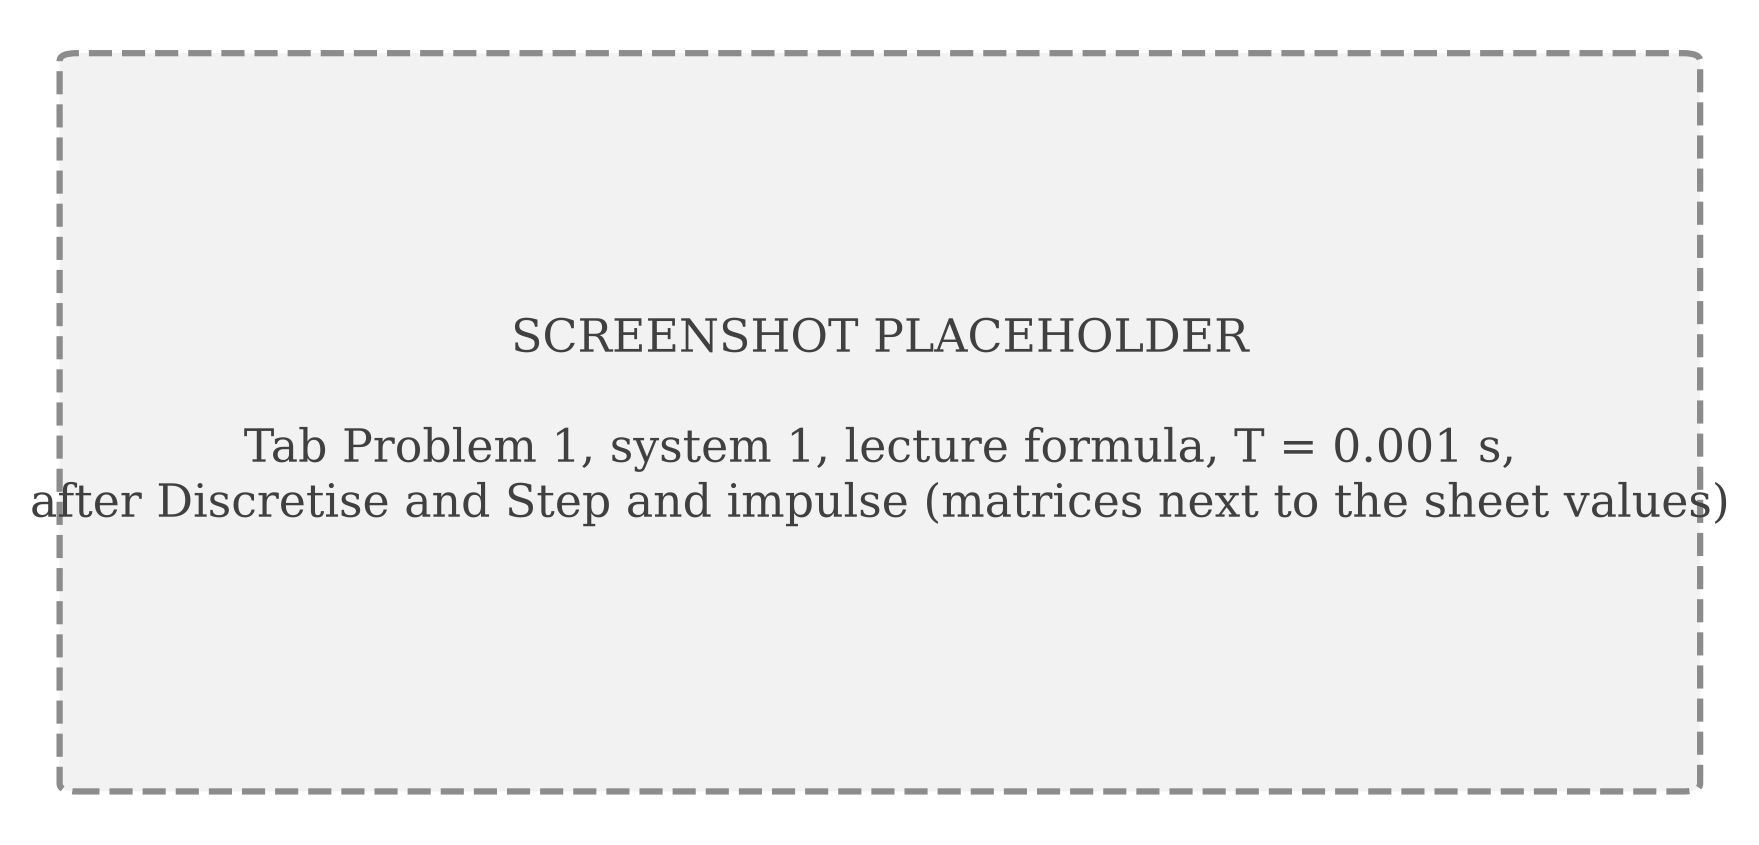 SCREENSHOT PLACEHOLDER
Tab Problem 1, system 1, lecture formula, T = 0.001 s,
after Discretise and Step and impulse (matrices next to the sheet values)